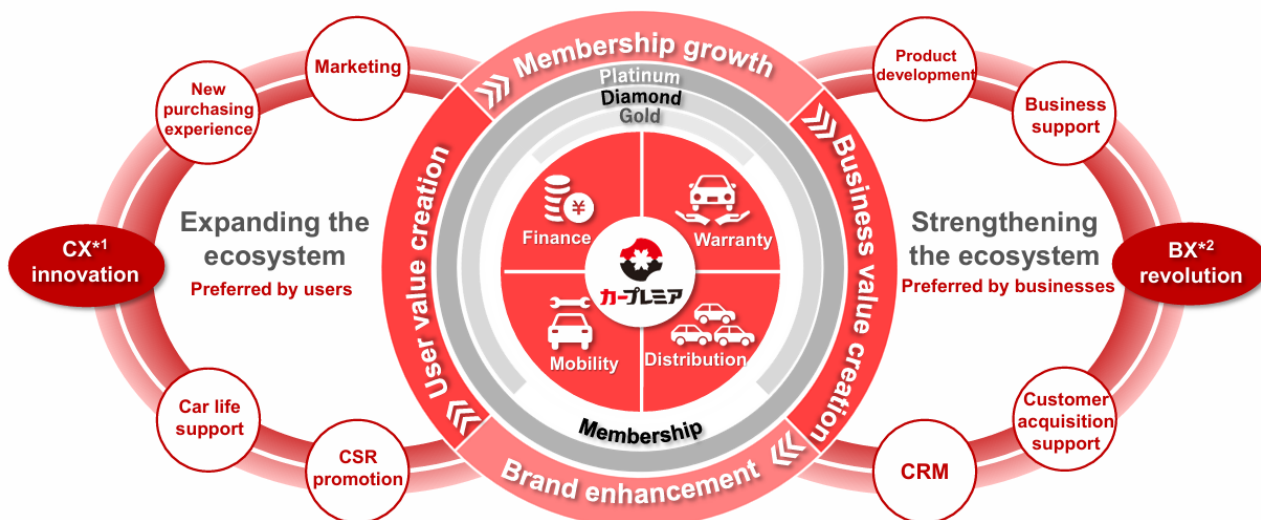 Membership growth
Platinum
Diamond
Gold
Marketing
New
purchasing
experience
Expanding the
ecosystem
Preferred by users
CX*1
innovation
Car life
support
CSR
promotion
User value creation
Finance
¥
Warranty
カープレミア
Mobility
Distribution
Membership
Brand enhancement
Business value creation
Product
development
Business
support
Strengthening
the ecosystem
Preferred by businesses
BX*2
revolution
Customer
acquisition
support
CRM